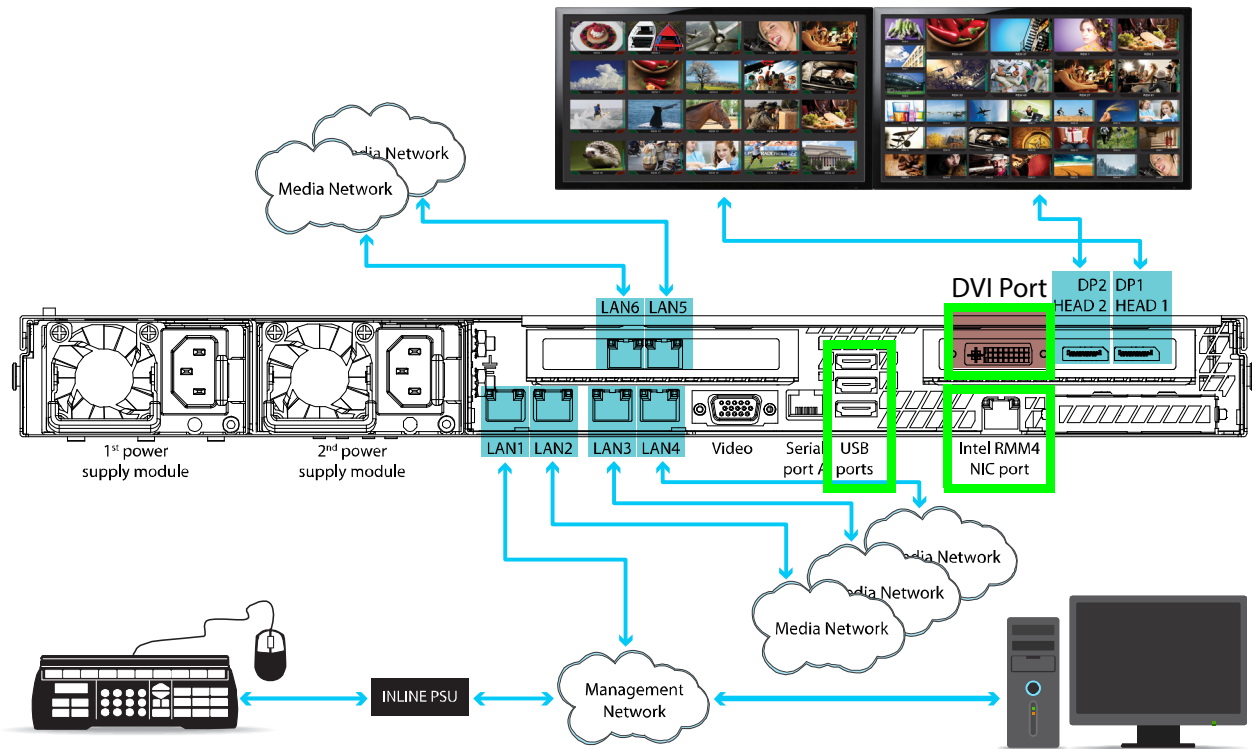 Media Network
Media Network
DVI Port
DP2
HEAD 2
DP1
HEAD 1
LAN6
LAN5
1st power
supply module
2nd power
supply module
LAN1
LAN2
LAN3
LAN4
Video
Serial
port A
USB
ports
Intel RMM4
NIC port
Media Network
Media Network
Media Network
INLINE PSU
Management
Network